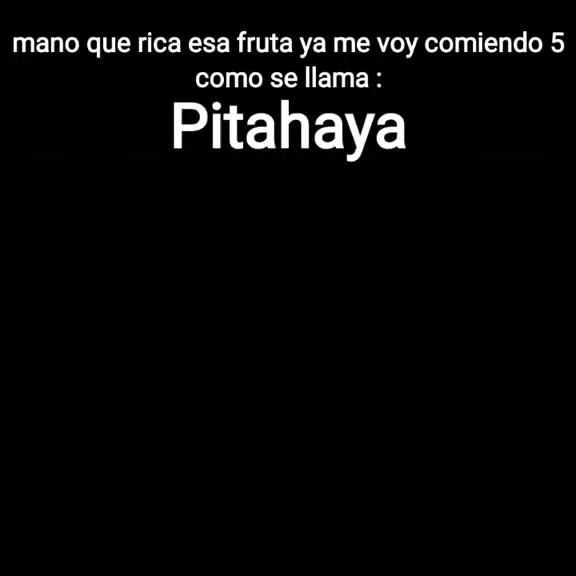 mano que rica esa fruta ya me voy comiendo 5
como se llama :
Pitahaya